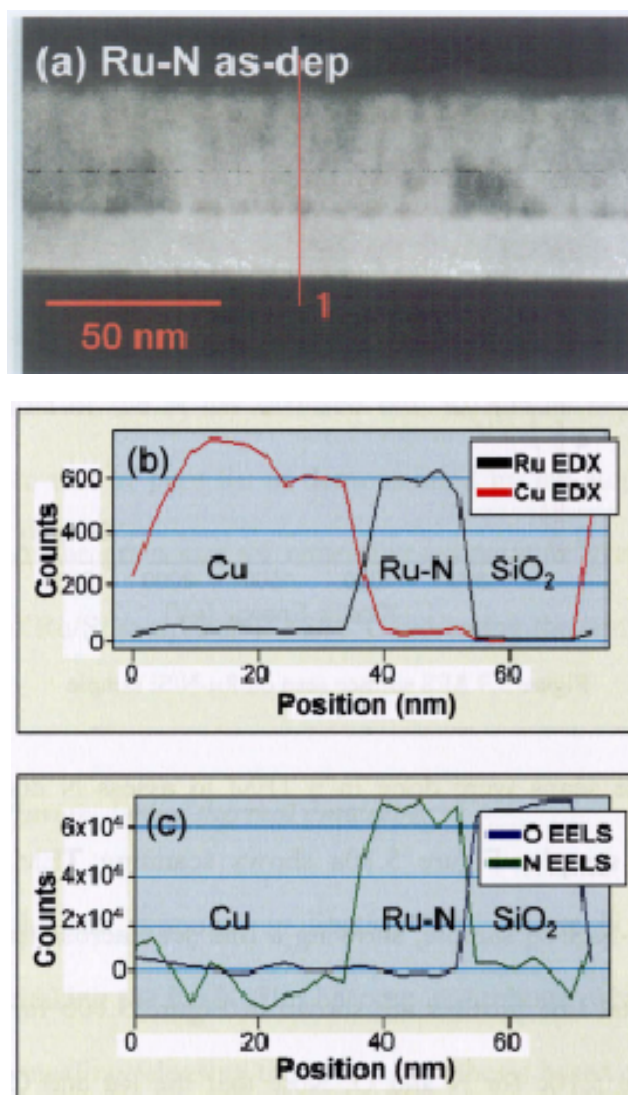 (a) Ru-N as-dep
1
50 nm
(b)
Ru EDX
Cu EDX
600
400
200
0
Counts
Cu
Ru-N
SiO₂
0
20
40
60
Position (nm)
(c)
O EELS
N EELS
6x10⁴
4x10⁴
2x10⁴
0
Counts
Cu
Ru-N
SiO₂
0
20
40
60
Position (nm)